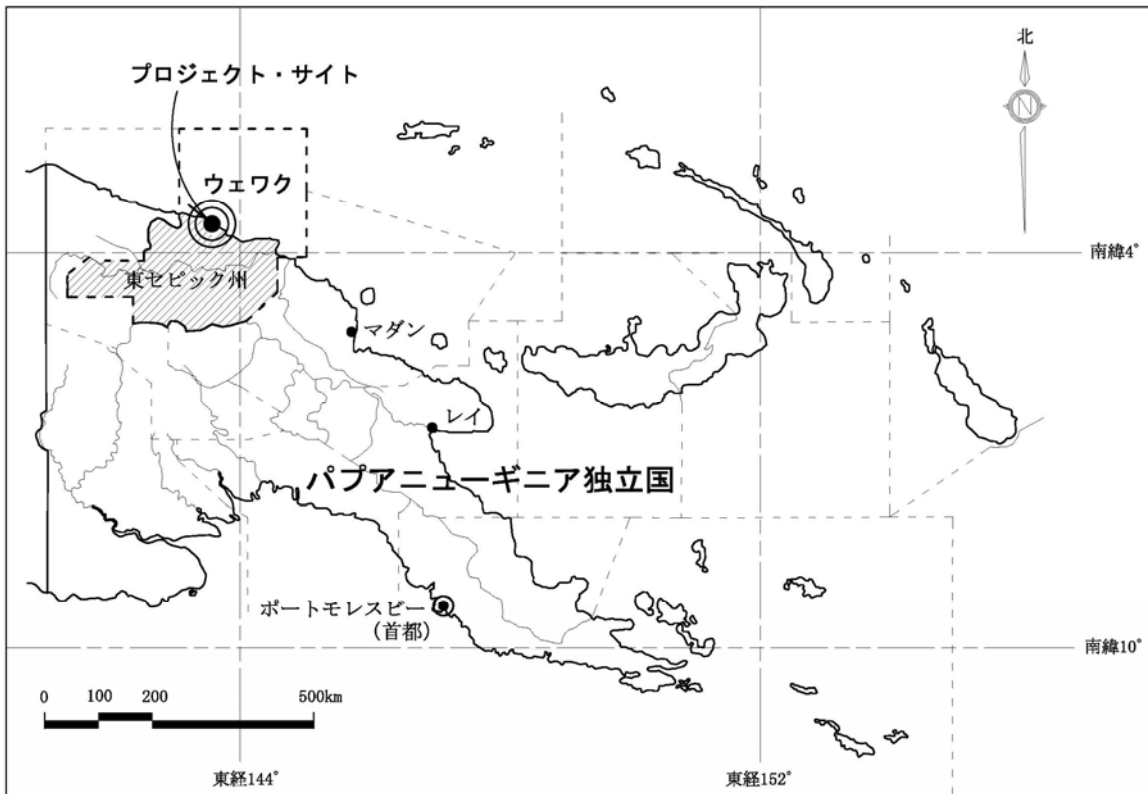 北
プロジェクト・サイト
N
ウェワク
南緯4°
東セピック州
マダン
レイ
パプアニューギニア独立国
ポートモレスビー
(首都)
南緯10°
0 100 200 500km
東経144° 東経152°